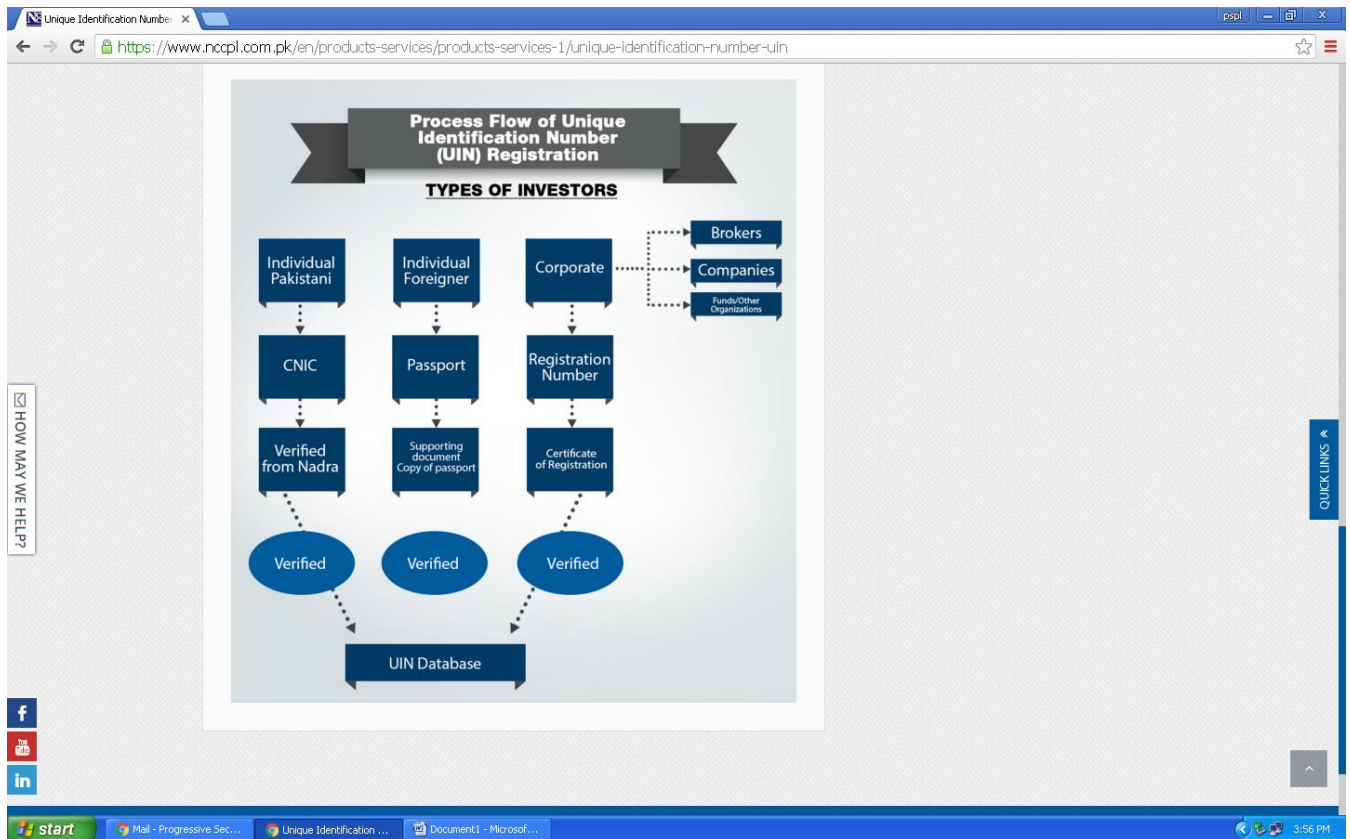 Unique Identification Number
pspl
https://www.nccpl.com.pk/en/products-services/products-services-1/unique-identification-number-uin
Process Flow of Unique
Identification Number
(UIN) Registration
TYPES OF INVESTORS
Individual
Pakistani
Individual
Foreigner
Corporate
Brokers
Companies
Funds/Other
Organizations
CNIC
Passport
Registration
Number
Verified
from Nadra
Supporting
document
Copy of passport
Certificate
of Registration
Verified
Verified
Verified
UIN Database
HOW MAY WE HELP?
QUICK LINKS
f
You
Tube
in
start
Mail - Progressive Sec...
Unique Identification ...
Document1 - Microsof...
3:56 PM